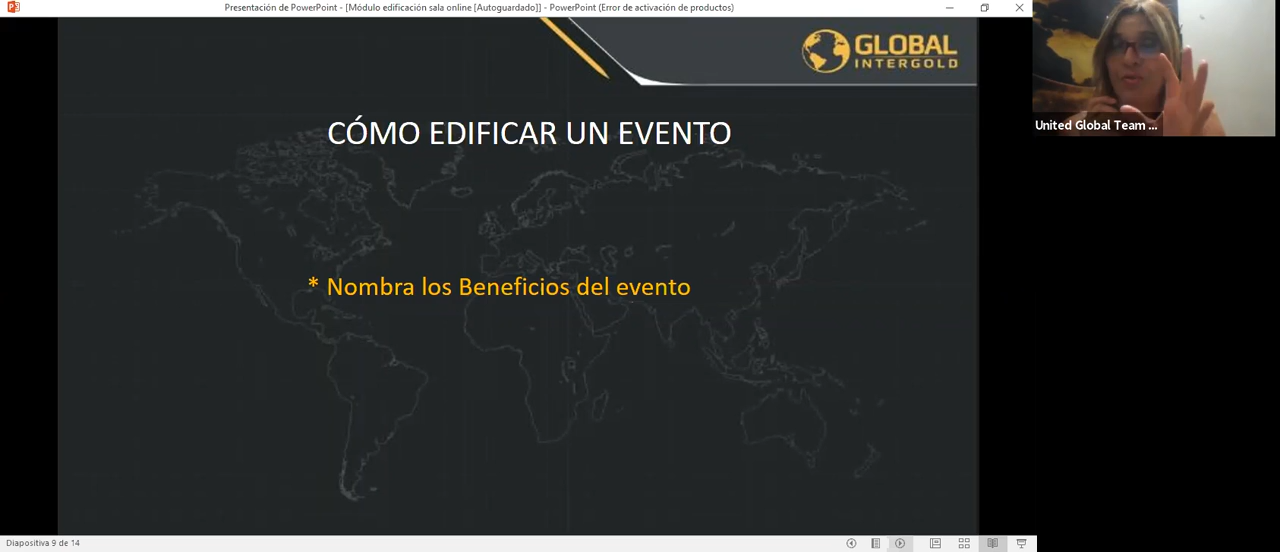 Presentación de PowerPoint - [Módulo edificación sala online [Autoguardado]] - PowerPoint (Error de activación de productos)
GLOBAL
INTERGOLD
United Global Team ...
CÓMO EDIFICAR UN EVENTO
* Nombra los Beneficios del evento
Diapositiva 9 de 14